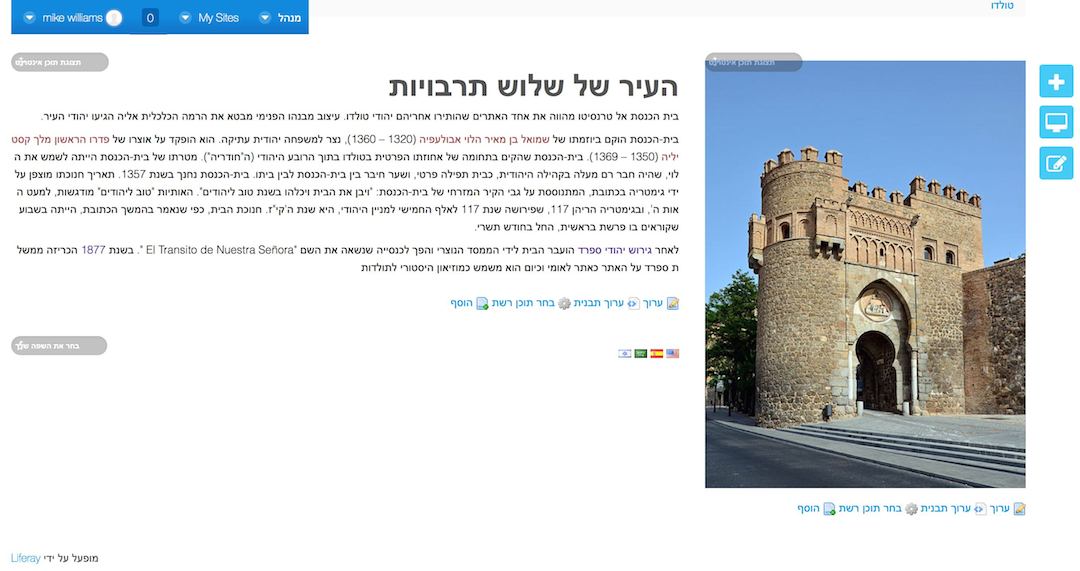 טולדו
מנהל My Sites 0 mike williams
תצוגת תוכן אינטרנט
תצוגת תוכן אינטרנט
העיר של שלוש תרבויות
בית הכנסת אל טרנסיטו מהווה את אחד האתרים שהותירו אחריהם יהודי טולדו. עיצוב מבנהו הפנימי מבטא את הרמה הכלכלית אליה הגיעו יהודי העיר.
בית-הכנסת הוקם ביוזמתו של שמואל בן מאיר הלוי אבולעפיה (1320 – 1360), נצר למשפחה יהודית עתיקה. הוא הופקד על אוצרו של פדרו הראשון מלך קסט
יליה (1350 – 1369). בית-הכנסת שהקים בתחומה של אחוזתו הפרטית בטולדו בתוך הרובע היהודי (ה"חודריה"). מטרתו של בית-הכנסת הייתה לשמש את ה
לוי, שהיה חבר רם מעלה בקהילה היהודית, כבית תפילה פרטי, ושער חיבר בין בית-הכנסת לבין ביתו. בית-הכנסת נחנך בשנת 1357. תאריך חנוכתו מוצפן על
ידי גימטריה בכתובת, המתנוססת על גבי הקיר המזרחי של בית-הכנסת: "ויבן את הבית ויכלהו בשנת טוב ליהודים". האותיות "טוב ליהודים" מודגשות, למעט ה
אות ה', ובגימטריה הריהן 117, שפירושה שנת 117 לאלף החמישי למניין היהודי, היא שנת ה'קי"ז. חנוכת הבית, כפי שנאמר בהמשך הכתובת, הייתה בשבוע
שקוראים בו פרשת בראשית, החל בחודש תשרי.
לאחר גירוש יהודי ספרד הועבר הבית לידי הממסד הנוצרי והפך לכנסייה שנשאה את השם "El Transito de Nuestra Señora ". בשנת 1877 הכריזה ממשל
ת ספרד על האתר כאתר לאומי וכיום הוא משמש כמוזיאון היסטורי לתולדות
ערוך ערוך תבנית בחר תוכן רשת הוסף
בחר את השפה שלך
ערוך ערוך תבנית בחר תוכן רשת הוסף
מופעל על ידי Liferay